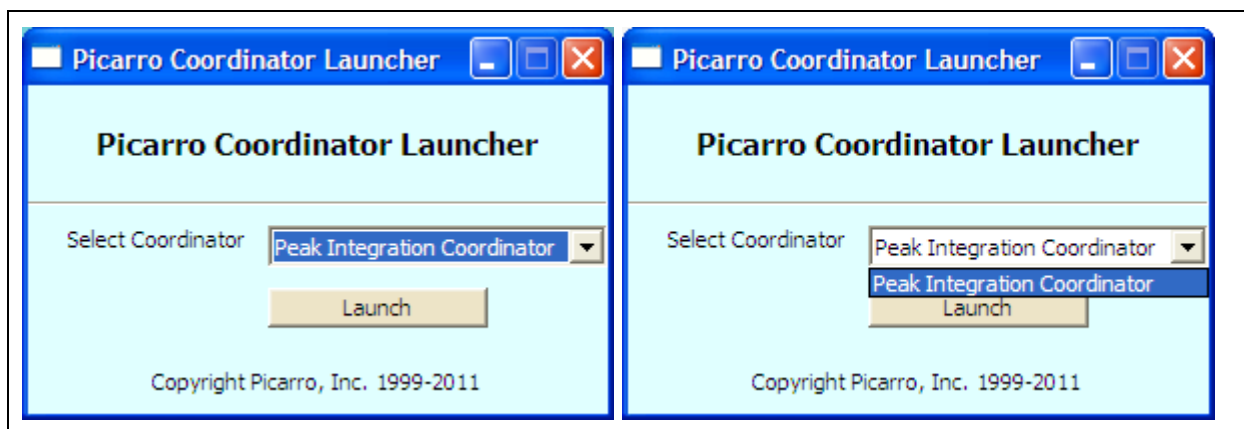 Picarro Coordinator Launcher
Picarro Coordinator Launcher
Select Coordinator Peak Integration Coordinator
Launch
Copyright Picarro, Inc. 1999-2011
Picarro Coordinator Launcher
Picarro Coordinator Launcher
Select Coordinator Peak Integration Coordinator
Peak Integration Coordinator
Launch
Copyright Picarro, Inc. 1999-2011